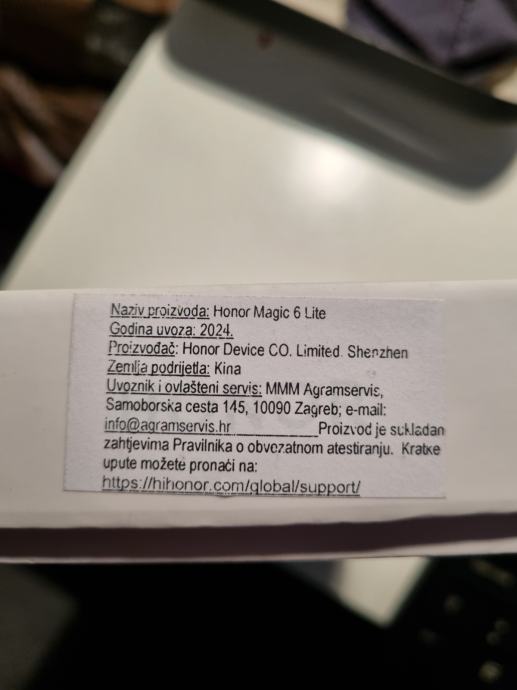 Naziv proizvoda: Honor Magic 6 Lite
Godina uvoza: 2024.
Proizvođač: Honor Device CO. Limited. Shenzhen
Zemlja podrijetla: Kina
Uvoznik i ovlašteni servis: MMM Agramservis,
Samoborska cesta 145, 10090 Zagreb; e-mail:
info@agramservis.hr____________Proizvod je sukladan
zahtjevima Pravilnika o obvezatnom atestiranju. Kratke
upute možete pronaći na:
https://hihonor.com/global/support/